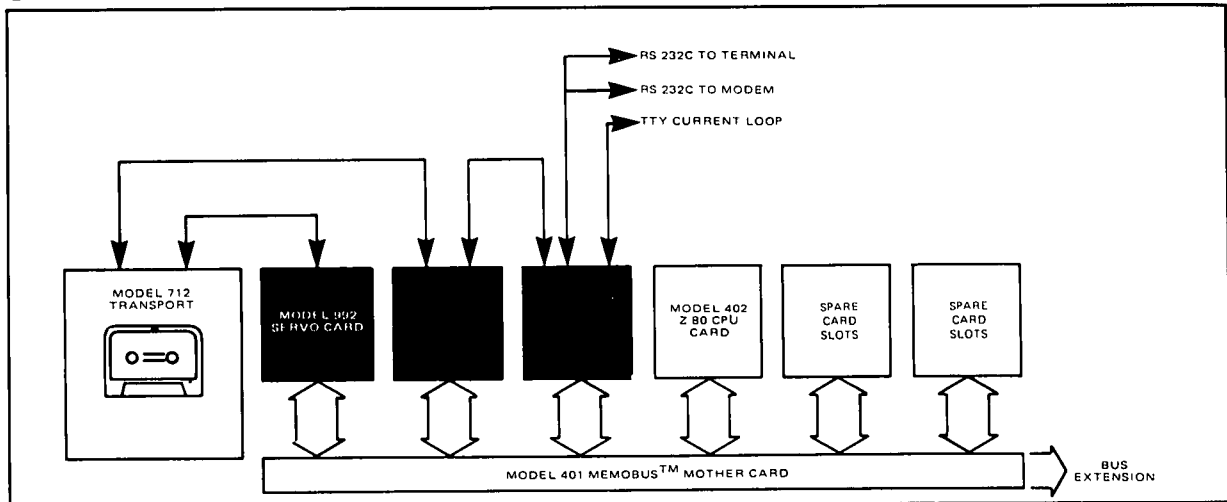 RS 232C TO TERMINAL
RS 232C TO MODEM
TTY CURRENT LOOP
MODEL 712
TRANSPORT
MODEL 992
SERVO CARD
MODEL 402
Z 80 CPU
CARD
SPARE
CARD
SLOTS
SPARE
CARD
SLOTS
MODEL 401 MEMOBUS™ MOTHER CARD
BUS
EXTENSION